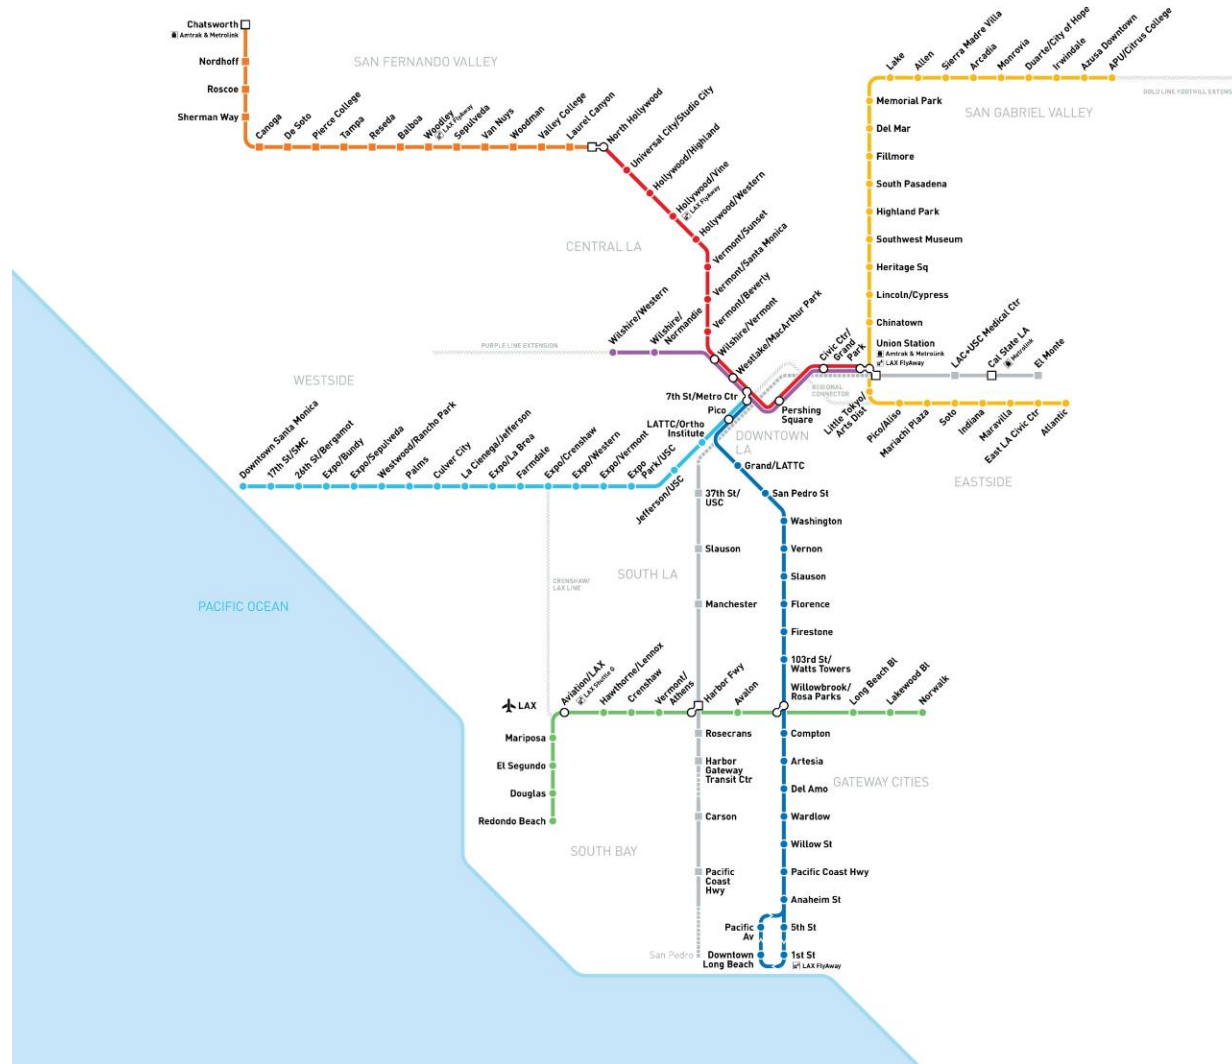 Chatsworth
Amtrak & Metrolink
Nordhoff
Roscoe
Sherman Way
SAN FERNANDO VALLEY
Canoga
De Soto
Pierce College
Tampa
Reseda
Balboa
Woodley
LAX FlyAway
Sepulveda
Van Nuys
Woodman
Valley College
Laurel Canyon
North Hollywood
Universal City/Studio City
Hollywood/Highland
Hollywood/Vine
LAX FlyAway
Hollywood/Western
Vermont/Sunset
Vermont/Santa Monica
Vermont/Beverly
CENTRAL LA
Wilshire/Western
Wilshire/
Normandie
Wilshire/Vermont
Westlake/MacArthur Park
PURPLE LINE EXTENSION
Civic Ctr/
Grand
Park
Lake
Allen
Sierra Madre Villa
Arcadia
Monrovia
Duarte/City of Hope
Irwindale
Azusa Downtown
APU/Citrus College
GOLD LINE FOOTHILL EXTENS
SAN GABRIEL VALLEY
Memorial Park
Del Mar
Fillmore
South Pasadena
Highland Park
Southwest Museum
Heritage Sq
Lincoln/Cypress
Chinatown
Union Station
Amtrak & Metrolink
LAX FlyAway
LAC+USC Medical Ctr
Cal State LA
Metrolink
El Monte
REGIONAL
CONNECTOR
Little Tokyo/
Arts Dist
Pico/Aliso
Mariachi Plaza
Soto
Indiana
Maravilla
East LA Civic Ctr
Atlantic
EASTSIDE
WESTSIDE
7th St/Metro Ctr
Pico
Pershing
Square
LATTC/Ortho
Institute
DOWNTOWN
LA
Downtown Santa Monica
17th St/SMC
26th St/Bergamot
Expo/Bundy
Expo/Sepulveda
Westwood/Rancho Park
Palms
Culver City
La Cienega/Jefferson
Expo/La Brea
Farmdale
Expo/Crenshaw
Expo/Western
Expo/Vermont
Expo
Park/USC
Jefferson/USC
Grand/LATTC
San Pedro St
Washington
Vernon
Slauson
Florence
Firestone
103rd St/
Watts Towers
Willowbrook/
Rosa Parks
37th St/
USC
Slauson
Manchester
SOUTH LA
CRENSHAW/
LAX LINE
PACIFIC OCEAN
LAX
Aviation/LAX
LAX Shuttle G
Hawthorne/Lennox
Crenshaw
Vermont/
Athens
Harbor Fwy
Avalon
Long Beach Bl
Lakewood Bl
Norwalk
Mariposa
El Segundo
Douglas
Redondo Beach
SOUTH BAY
Rosecrans
Harbor
Gateway
Transit Ctr
Carson
Pacific
Coast
Hwy
San Pedro
Compton
Artesia
Del Amo
Wardlow
Willow St
Pacific Coast Hwy
Anaheim St
GATEWAY CITIES
Pacific
Av
5th St
Downtown
Long Beach
1st St
LAX FlyAway